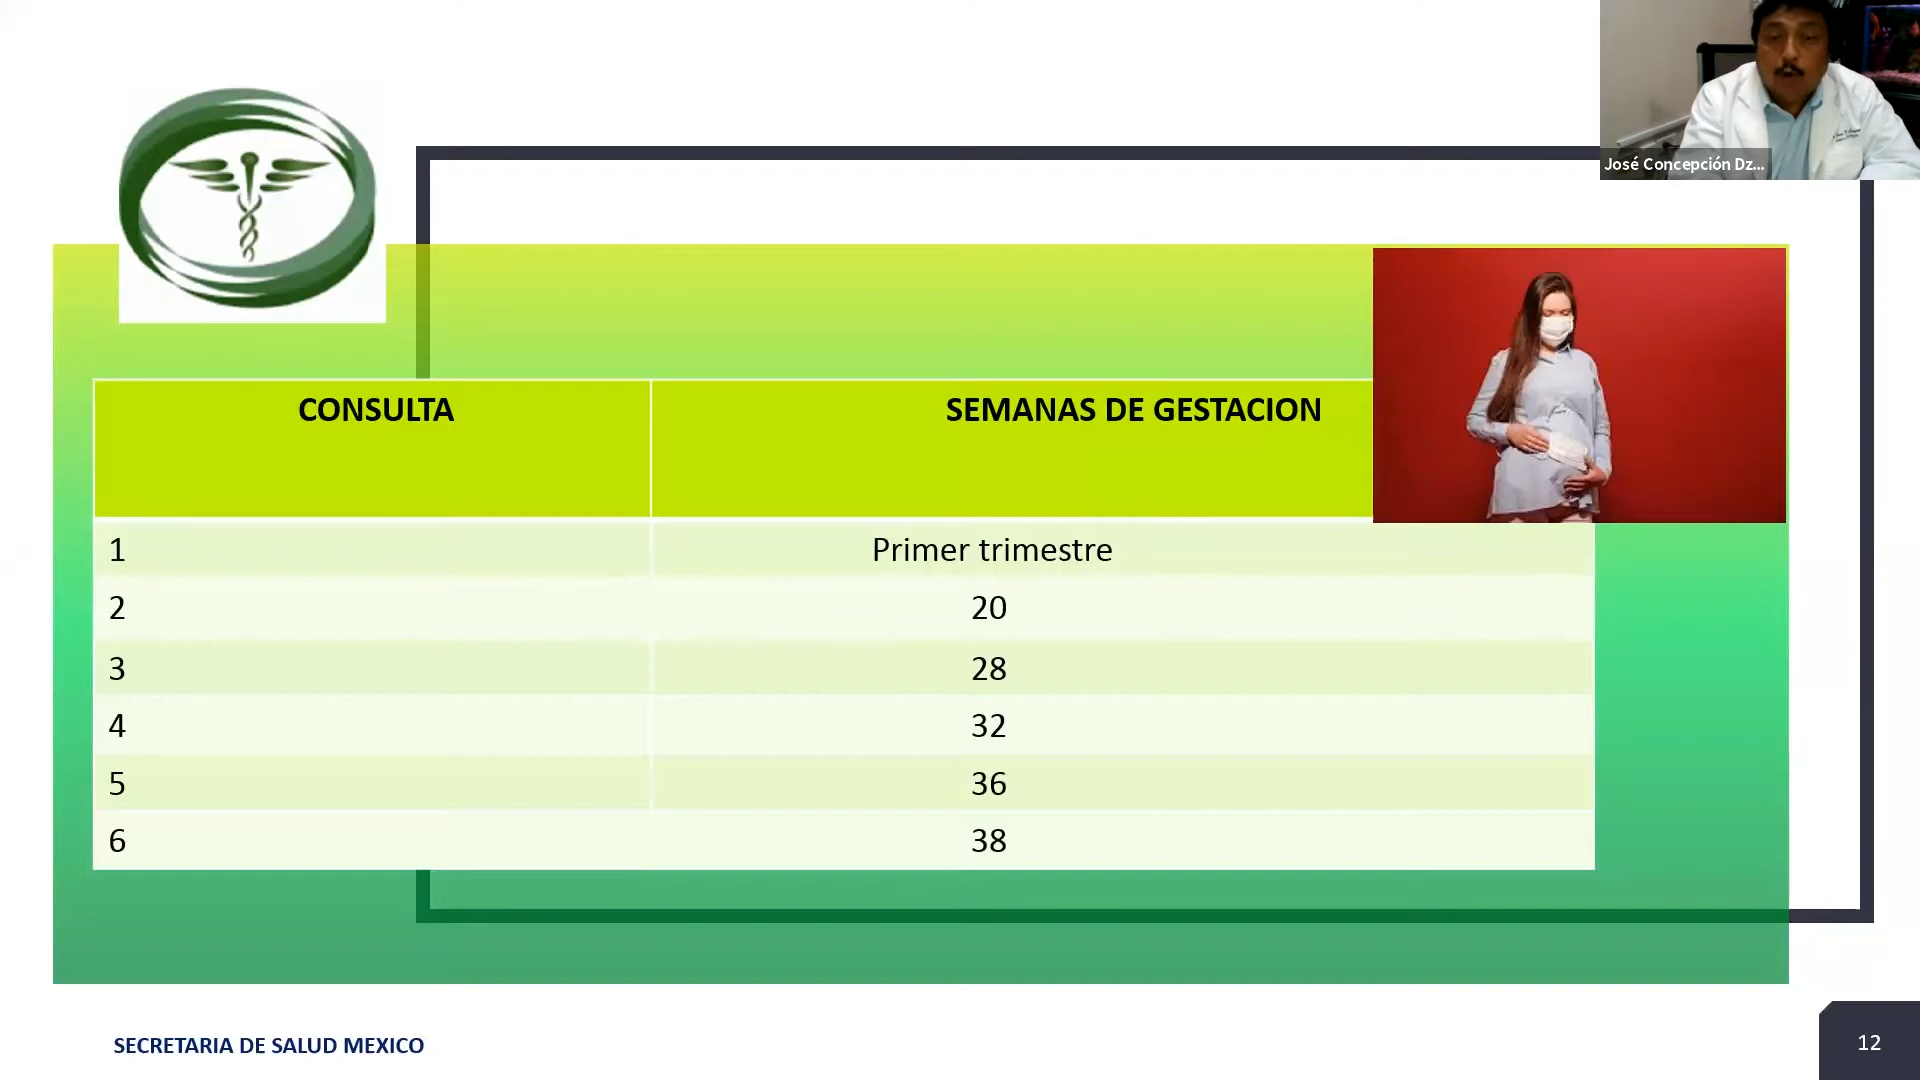 José Concepción Dz...
CONSULTA SEMANAS DE GESTACION
1 Primer trimestre
2 20
3 28
4 32
5 36
6 38
SECRETARIA DE SALUD MEXICO
12